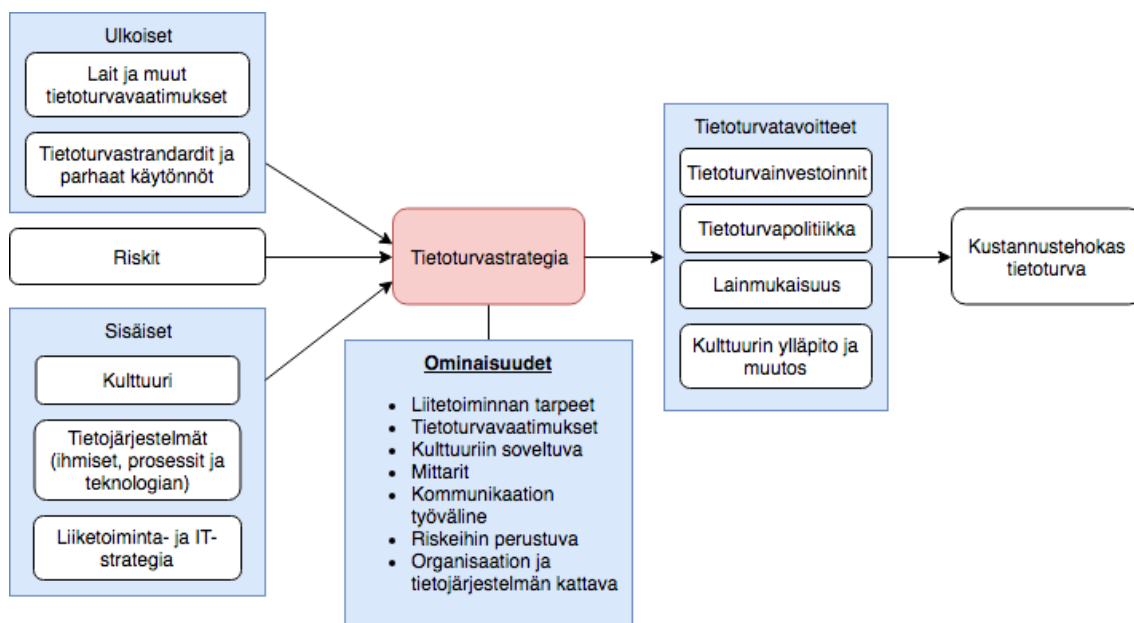 Ulkoiset
Lait ja muut
tietoturvavaatimukset
Tietoturvastrandardit ja
parhaat käytönnöt
Riskit
Sisäiset
Kulttuuri
Tietojärjestelmät
(ihmiset, prosessit ja
teknologian)
Liiketoiminta- ja IT-
strategia
Tietoturvastrategia
Ominaisuudet
• Liitetoiminnan tarpeet
• Tietoturvavaatimukset
• Kulttuuriin soveltuva
• Mittarit
• Kommunikaation
työväline
• Riskeihin perustuva
• Organisaation ja
tietojärjestelmän kattava
Tietoturvatavoitteet
Tietoturvainvestoinnit
Tietoturvapolitiikka
Lainmukaisuus
Kulttuurin ylläpito ja
muutos
Kustannustehokas
tietoturva